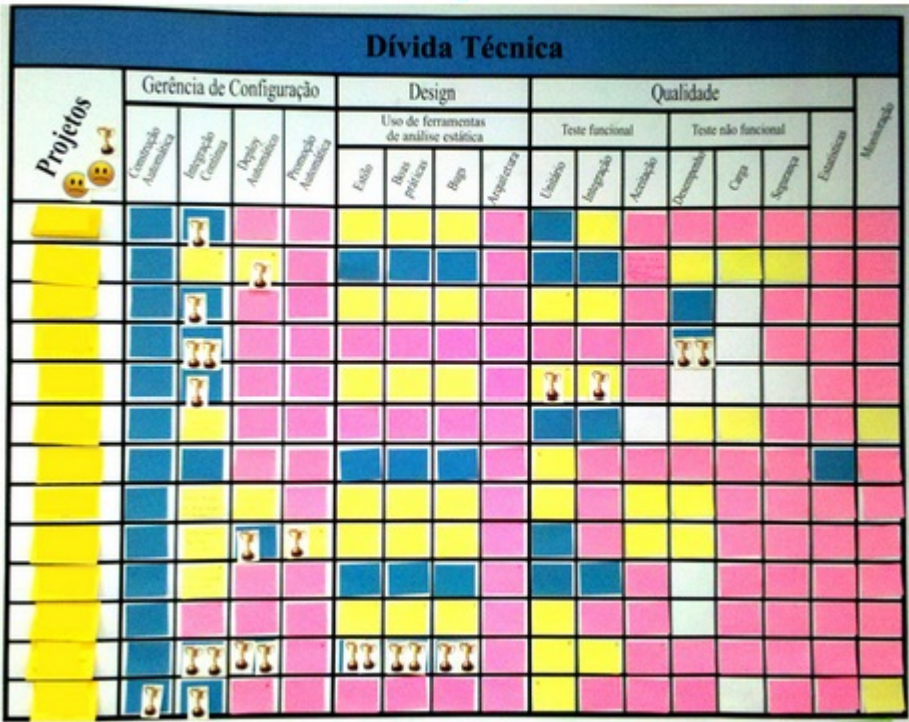 Dívida Técnica
Projetos
Gerência de Configuração
Design
Qualidade
Monitoração
Uso de ferramentas
de análise estática
Teste funcional
Teste não funcional
Construção
Automática
Integração
Contínua
Deploy
Automático
Promoção
Automática
Estilo
Boas
práticas
Bugs
Arquitetura
Unitário
Integração
Aceitação
Desempenho
Carga
Segurança
Estatísticas